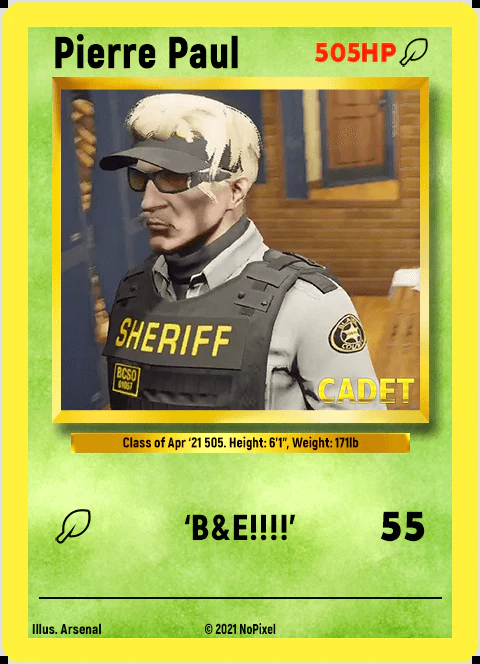 Pierre Paul
505HP
SHERIFF
BCSO
CADET
Class of Apr '21 505. Height: 6'1", Weight: 171lb
'B&E!!!!'
55
Illus. Arsenal
© 2021 NoPixel